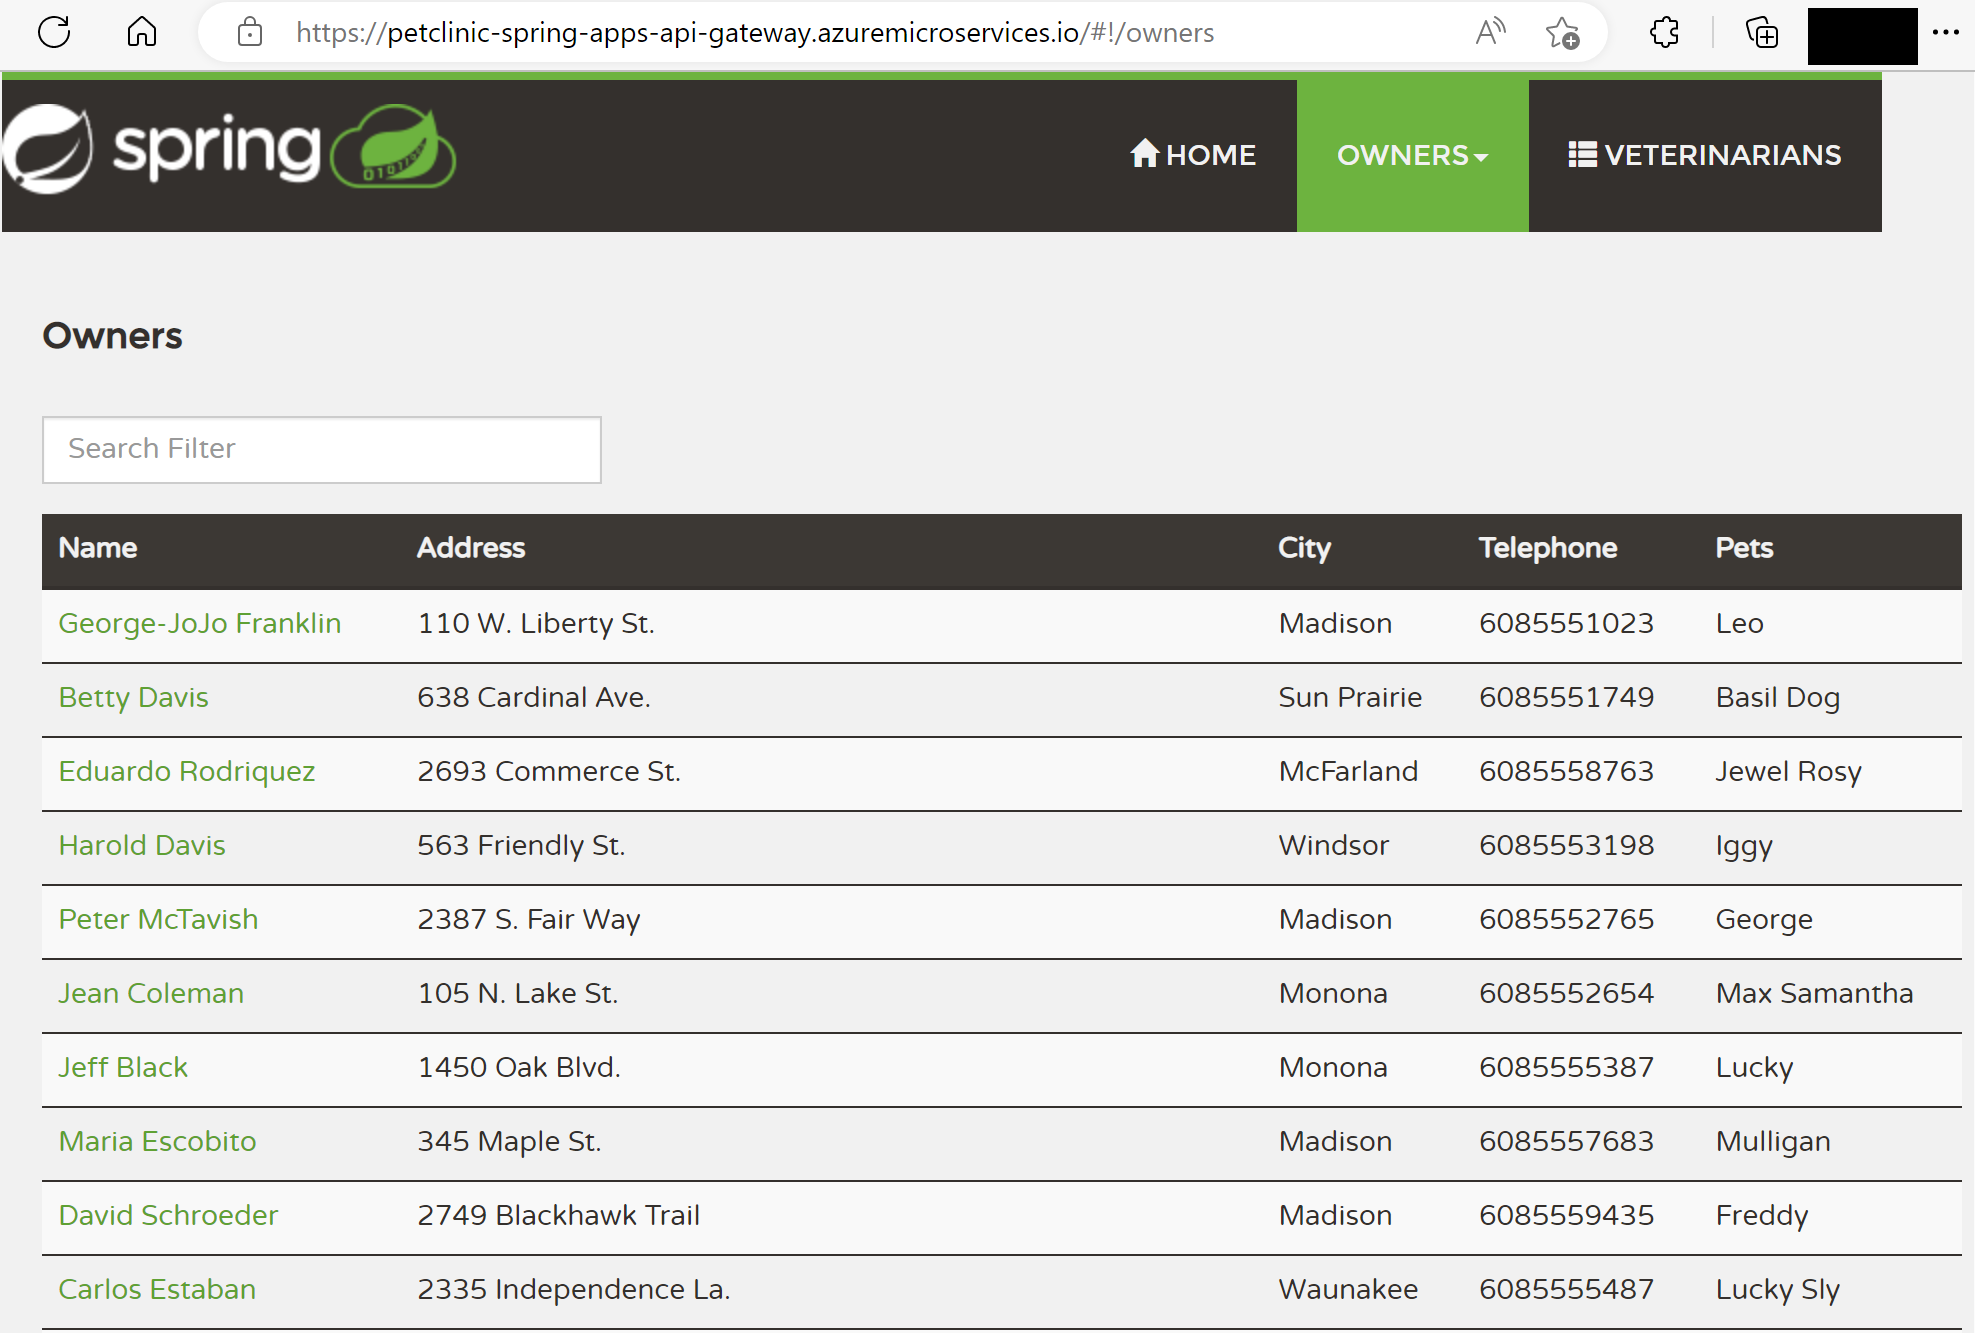 https://petclinic-spring-apps-api-gateway.azuremicroservices.io/#!/owners
spring HOME OWNERS VETERINARIANS
Owners
Search Filter
Name Address City Telephone Pets
George-JoJo Franklin 110 W. Liberty St. Madison 6085551023 Leo
Betty Davis 638 Cardinal Ave. Sun Prairie 6085551749 Basil Dog
Eduardo Rodriquez 2693 Commerce St. McFarland 6085558763 Jewel Rosy
Harold Davis 563 Friendly St. Windsor 6085553198 Iggy
Peter McTavish 2387 S. Fair Way Madison 6085552765 George
Jean Coleman 105 N. Lake St. Monona 6085552654 Max Samantha
Jeff Black 1450 Oak Blvd. Monona 6085555387 Lucky
Maria Escobito 345 Maple St. Madison 6085557683 Mulligan
David Schroeder 2749 Blackhawk Trail Madison 6085559435 Freddy
Carlos Estaban 2335 Independence La. Waunakee 6085555487 Lucky Sly